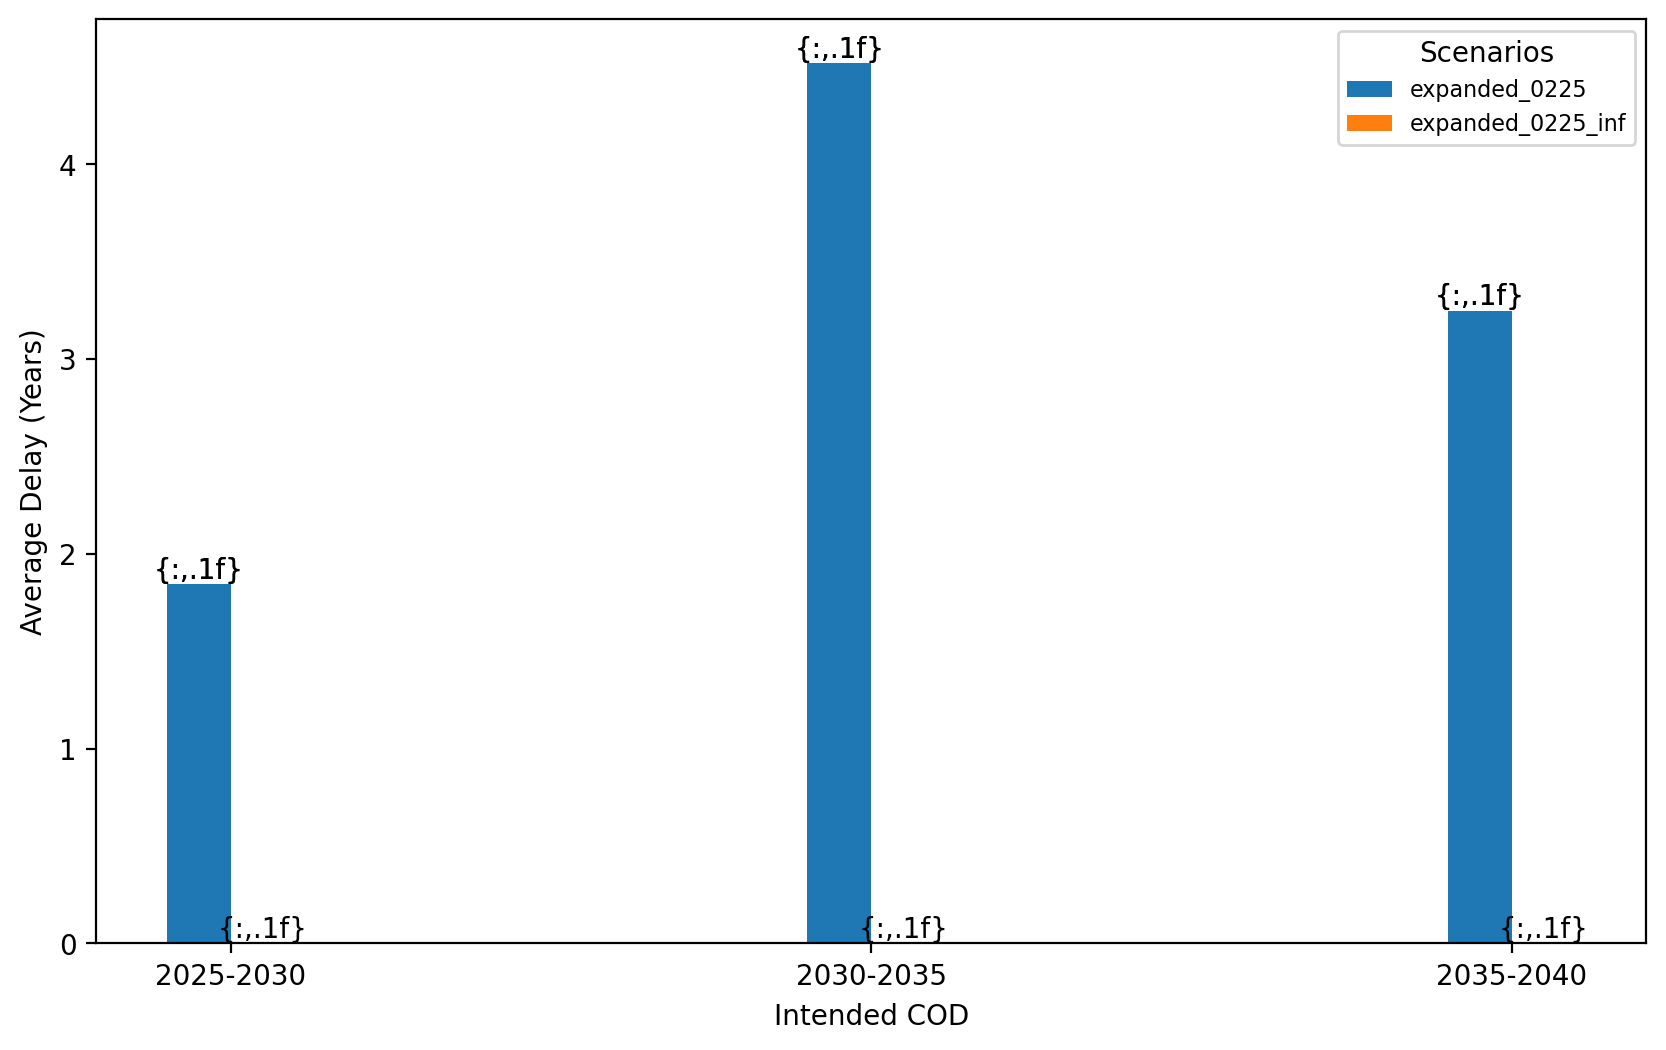 {:,.1f}
Scenarios
expanded_0225
expanded_0225_inf
4
{:,.1f}
3
Average Delay (Years)
{:,.1f}
2
1
{:,.1f}
{:,.1f}
{:,.1f}
0
2025-2030
2030-2035
2035-2040
Intended COD